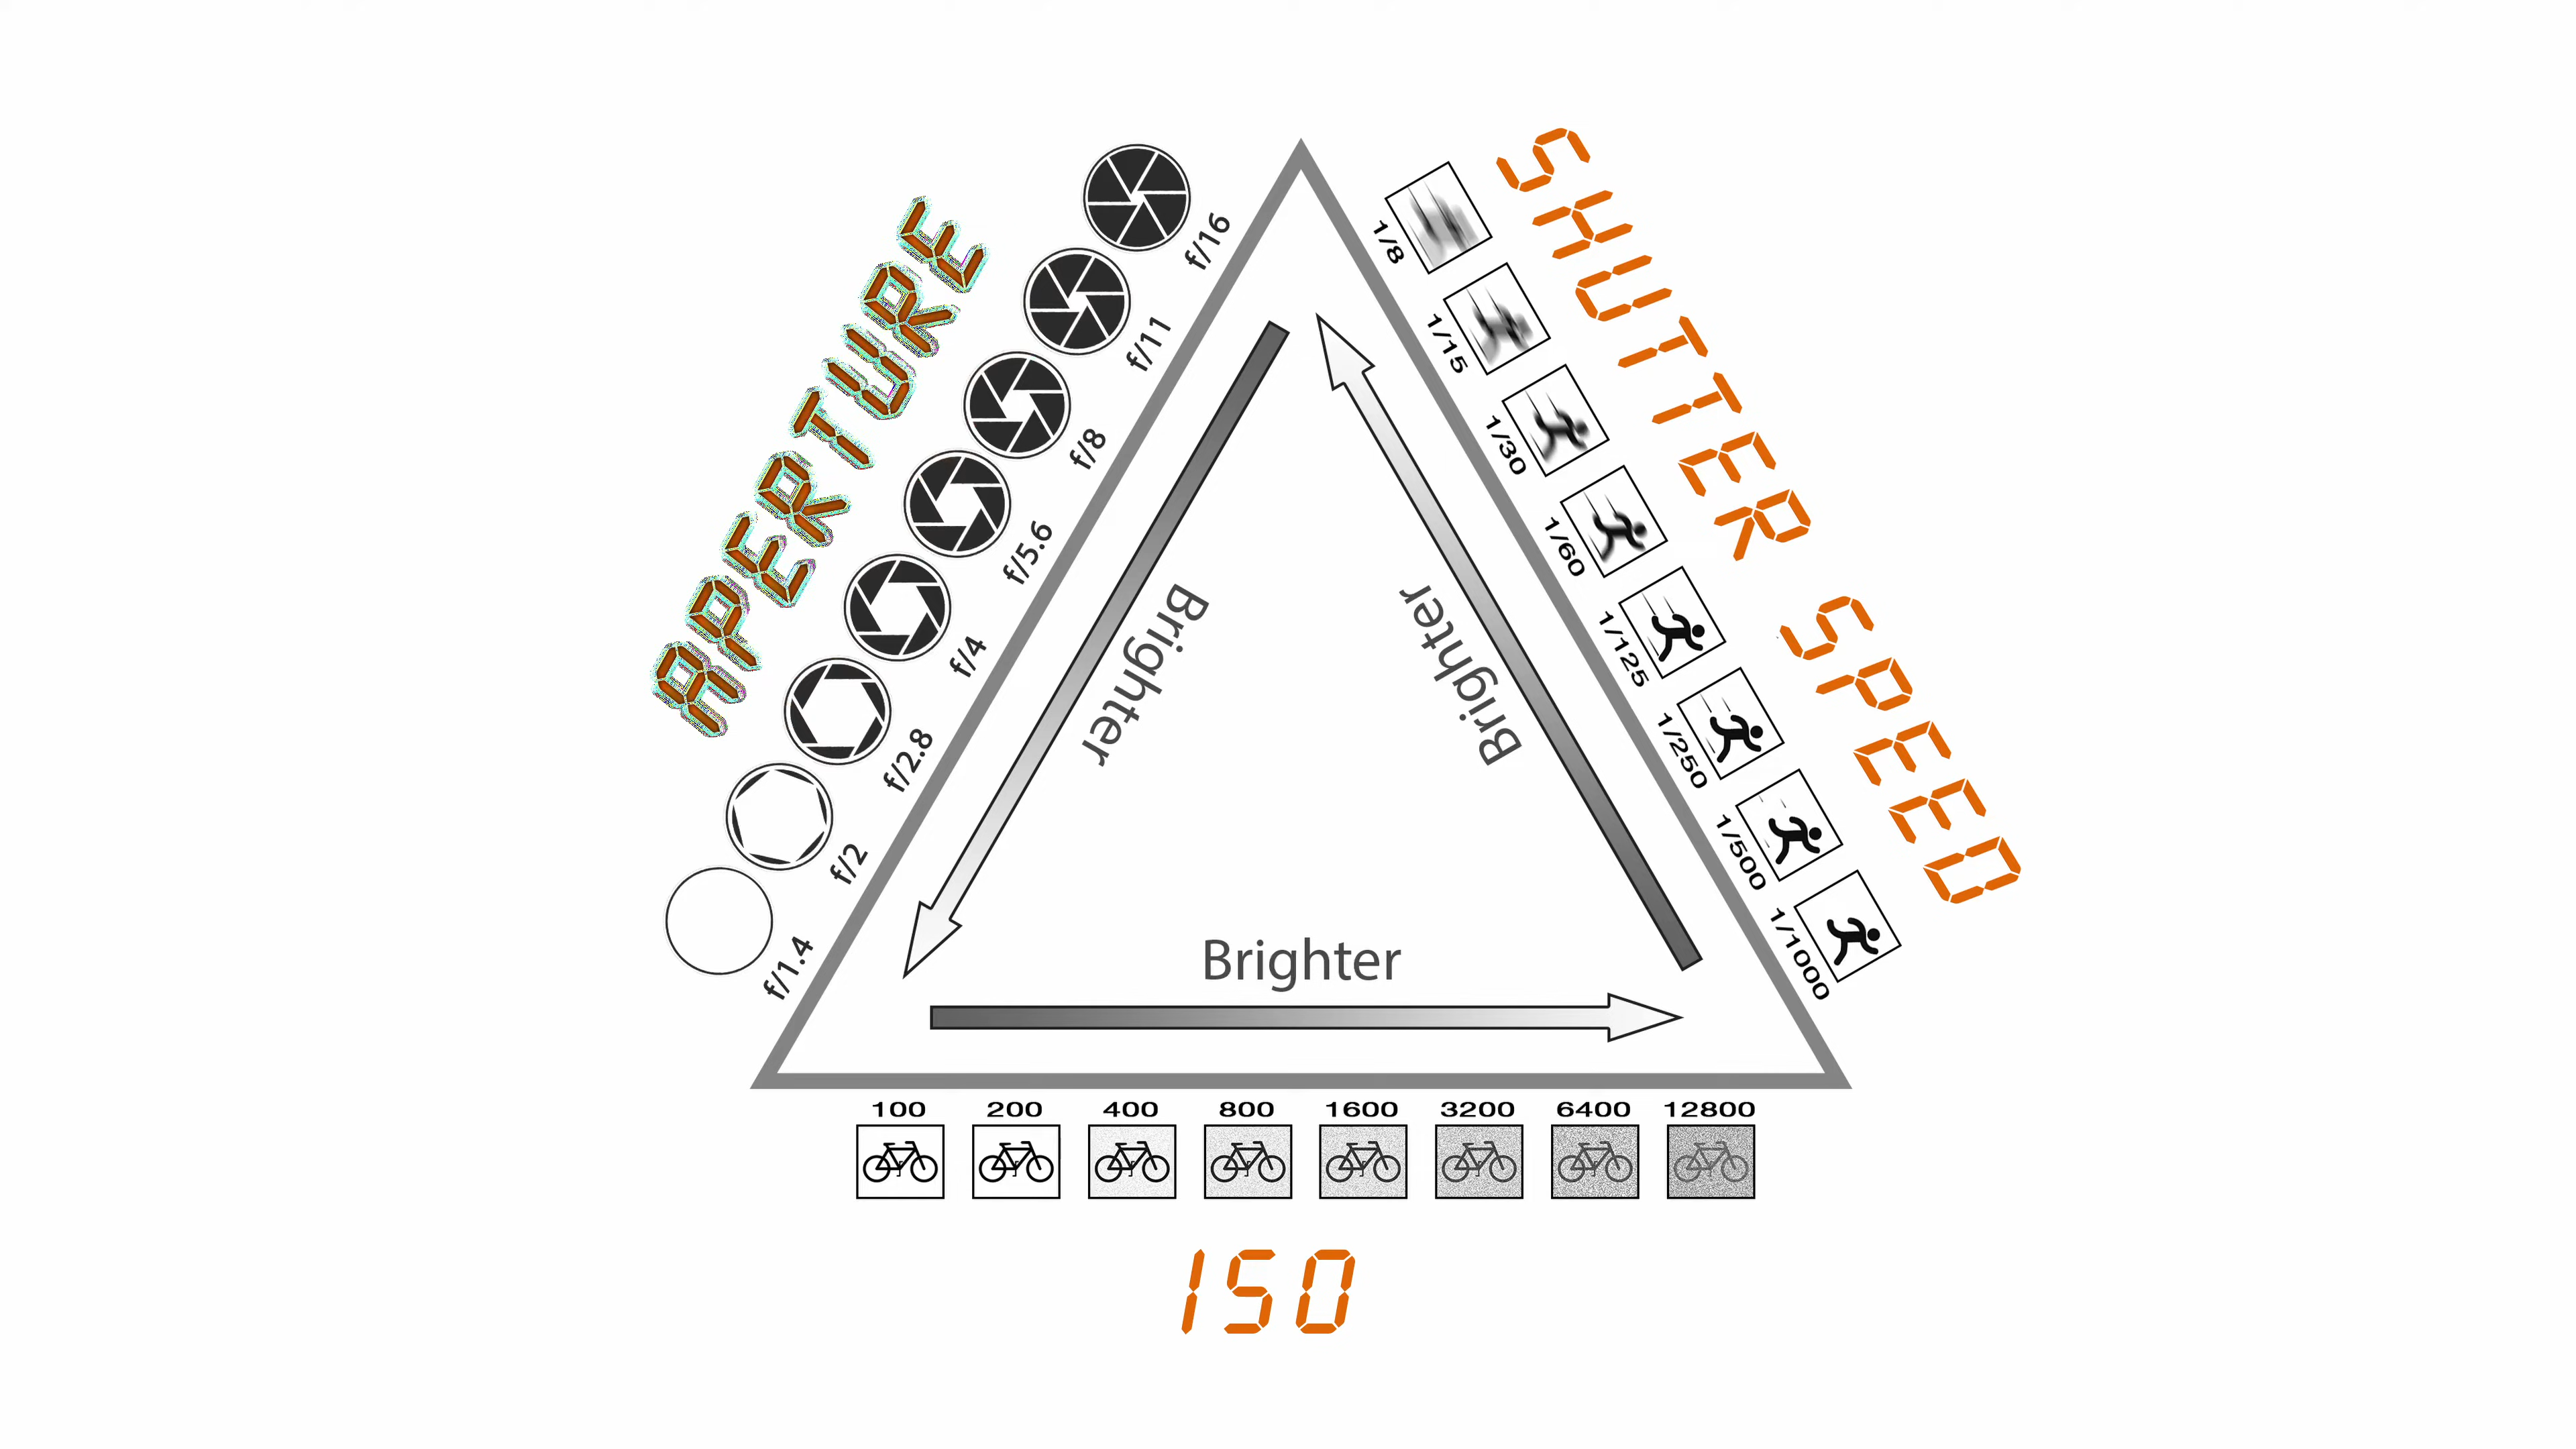 APERTURE
f/16
f/11
f/8
f/5.6
f/4
f/2.8
f/2
f/1.4
SHUTTER SPEED
1/8
1/15
1/30
1/60
1/125
1/250
1/500
1/1000
Brighter
Brighter
Brighter
100 200 400 800 1600 3200 6400 12800
ISO